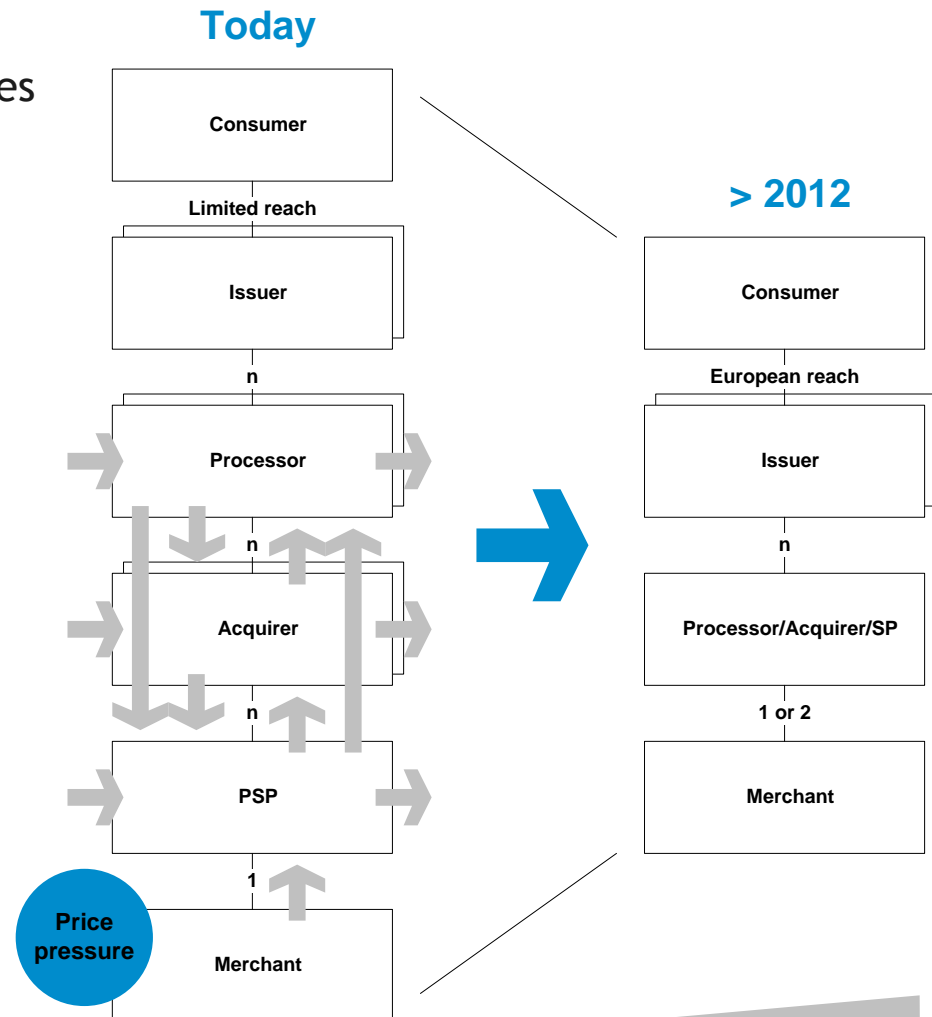 Today
es
Consumer
Limited reach
Issuer
n
Processor
n
Acquirer
n
PSP
1
Price
pressure
Merchant
> 2012
Consumer
European reach
Issuer
n
Processor/Acquirer/SP
1 or 2
Merchant